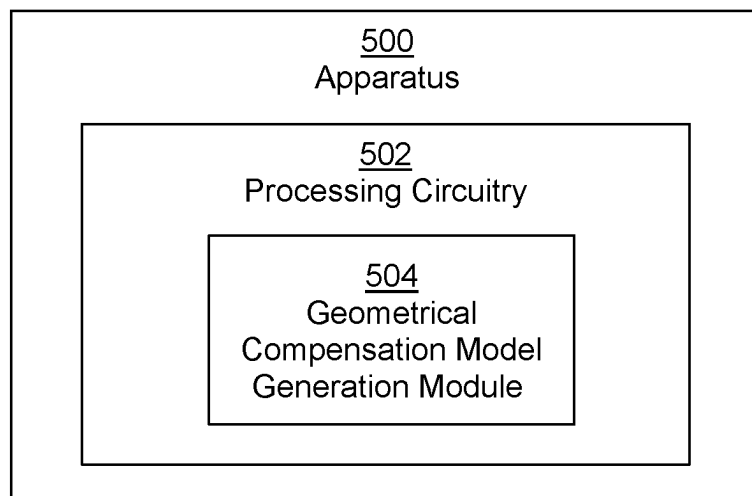 500
Apparatus
502
Processing Circuitry
504
Geometrical
Compensation Model
Generation Module